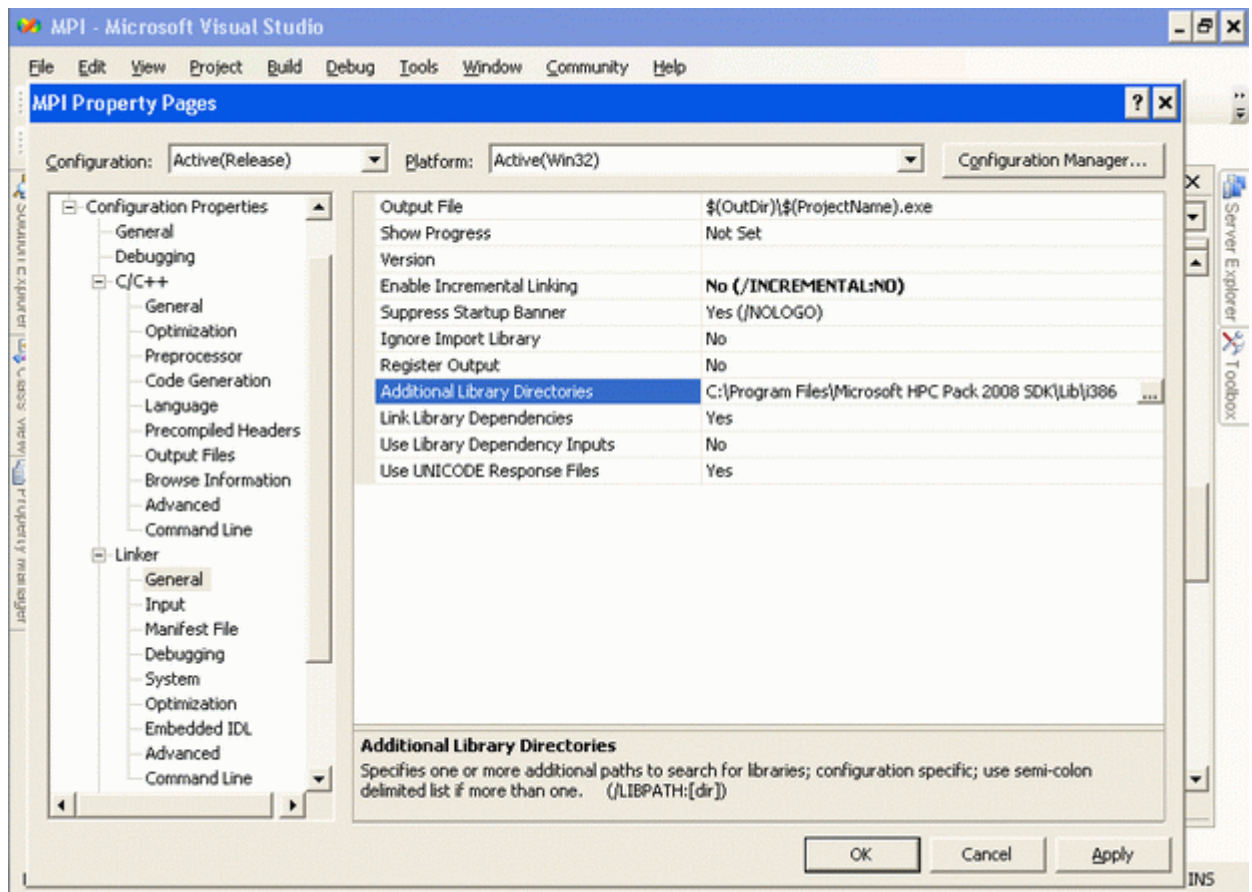 MPI - Microsoft Visual Studio
File Edit View Project Build Debug Tools Window Community Help
MPI Property Pages
Configuration: Active(Release) Platform: Active(Win32) Configuration Manager...
Configuration Properties
General
Debugging
C/C++
General
Optimization
Preprocessor
Code Generation
Language
Precompiled Headers
Output Files
Browse Information
Advanced
Command Line
Linker
General
Input
Manifest File
Debugging
System
Optimization
Embedded IDL
Advanced
Command Line
Output File $(OutDir)\$(ProjectName).exe
Show Progress Not Set
Version
Enable Incremental Linking No (/INCREMENTAL:NO)
Suppress Startup Banner Yes (/NOLOGO)
Ignore Import Library No
Register Output No
Additional Library Directories C:\Program Files\Microsoft HPC Pack 2008 SDK\Lib\i386 ...
Link Library Dependencies Yes
Use Library Dependency Inputs No
Use UNICODE Response Files Yes
Additional Library Directories
Specifies one or more additional paths to search for libraries; configuration specific; use semi-colon
delimited list if more than one. (/LIBPATH:[dir])
OK Cancel Apply
Server Explorer
Toolbox
INS